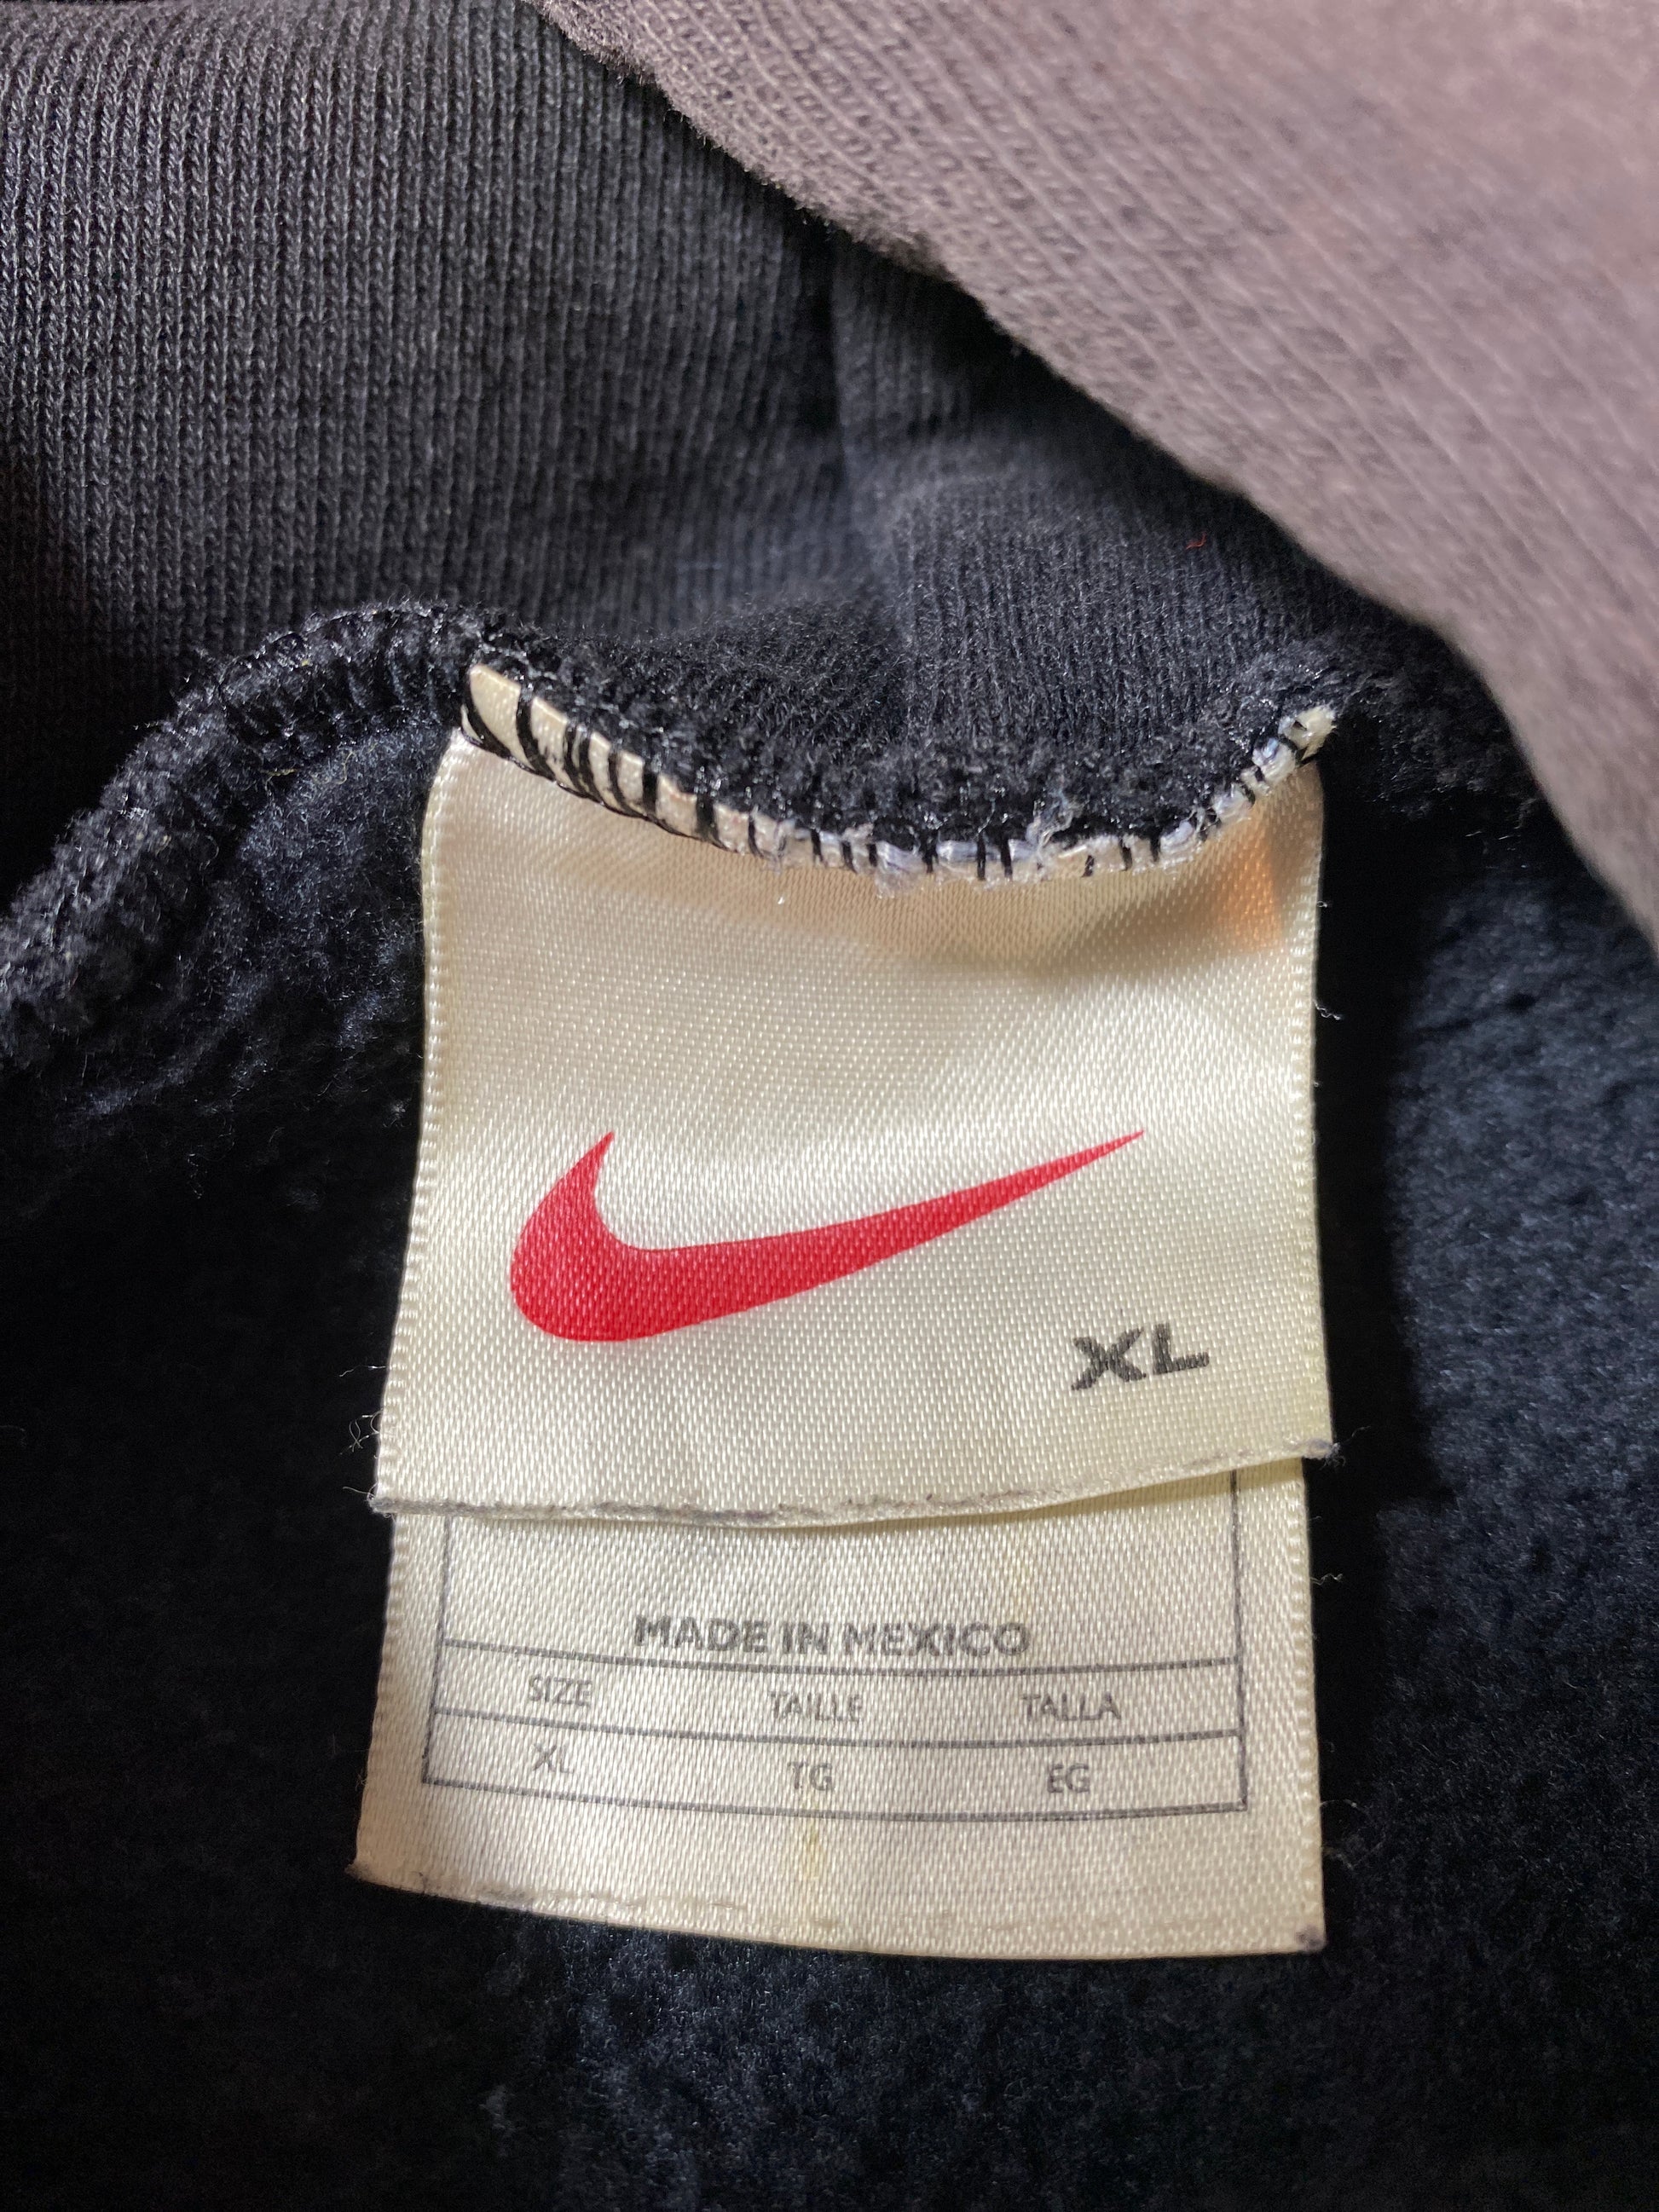 XL
MADE IN MEXICO
SIZE TAILLE TALLA
XL TG EG